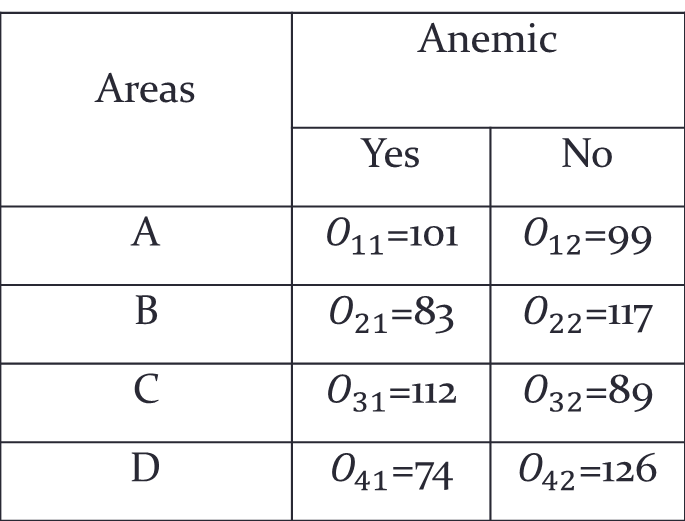 Areas
Anemic
Yes No
A O₁₁=101 O₁₂=99
B O₂₁=83 O₂₂=117
C O₃₁=112 O₃₂=89
D O₄₁=74 O₄₂=126